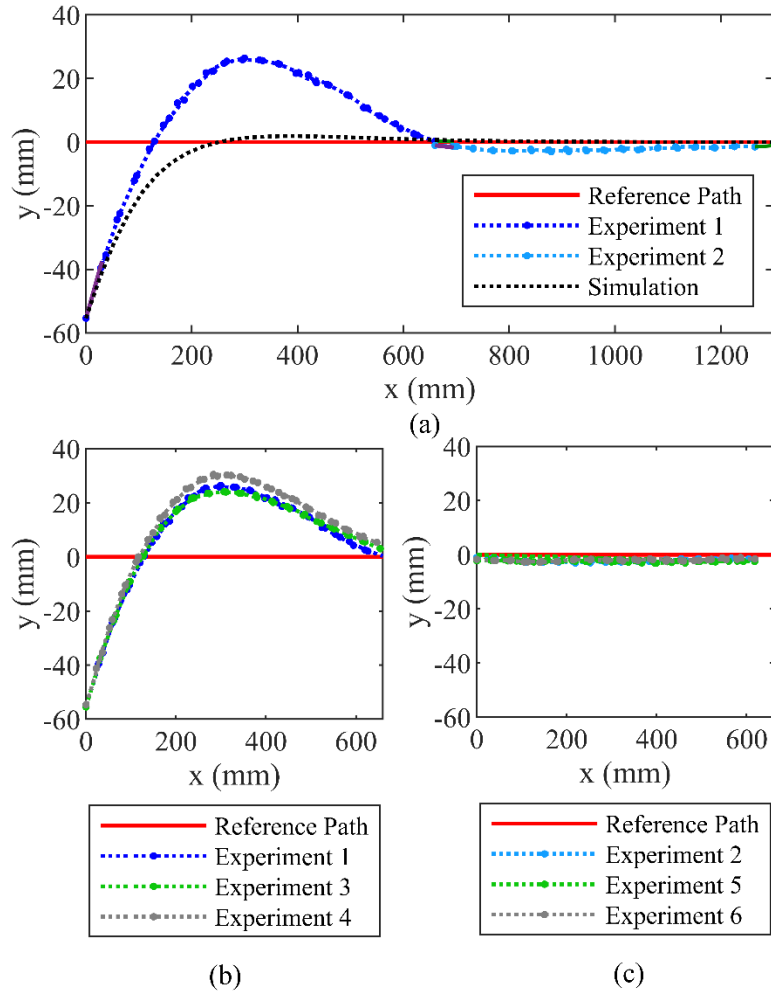 40
20
0
-20
-40
-60
y (mm)
0 200 400 600 800 1000 1200
x (mm)
Reference Path
Experiment 1
Experiment 2
Simulation
(a)
40
20
0
-20
-40
-60
y (mm)
0 200 400 600
x (mm)
Reference Path
Experiment 1
Experiment 3
Experiment 4
(b)
40
20
0
-20
-40
-60
y (mm)
0 200 400 600
x (mm)
Reference Path
Experiment 2
Experiment 5
Experiment 6
(c)